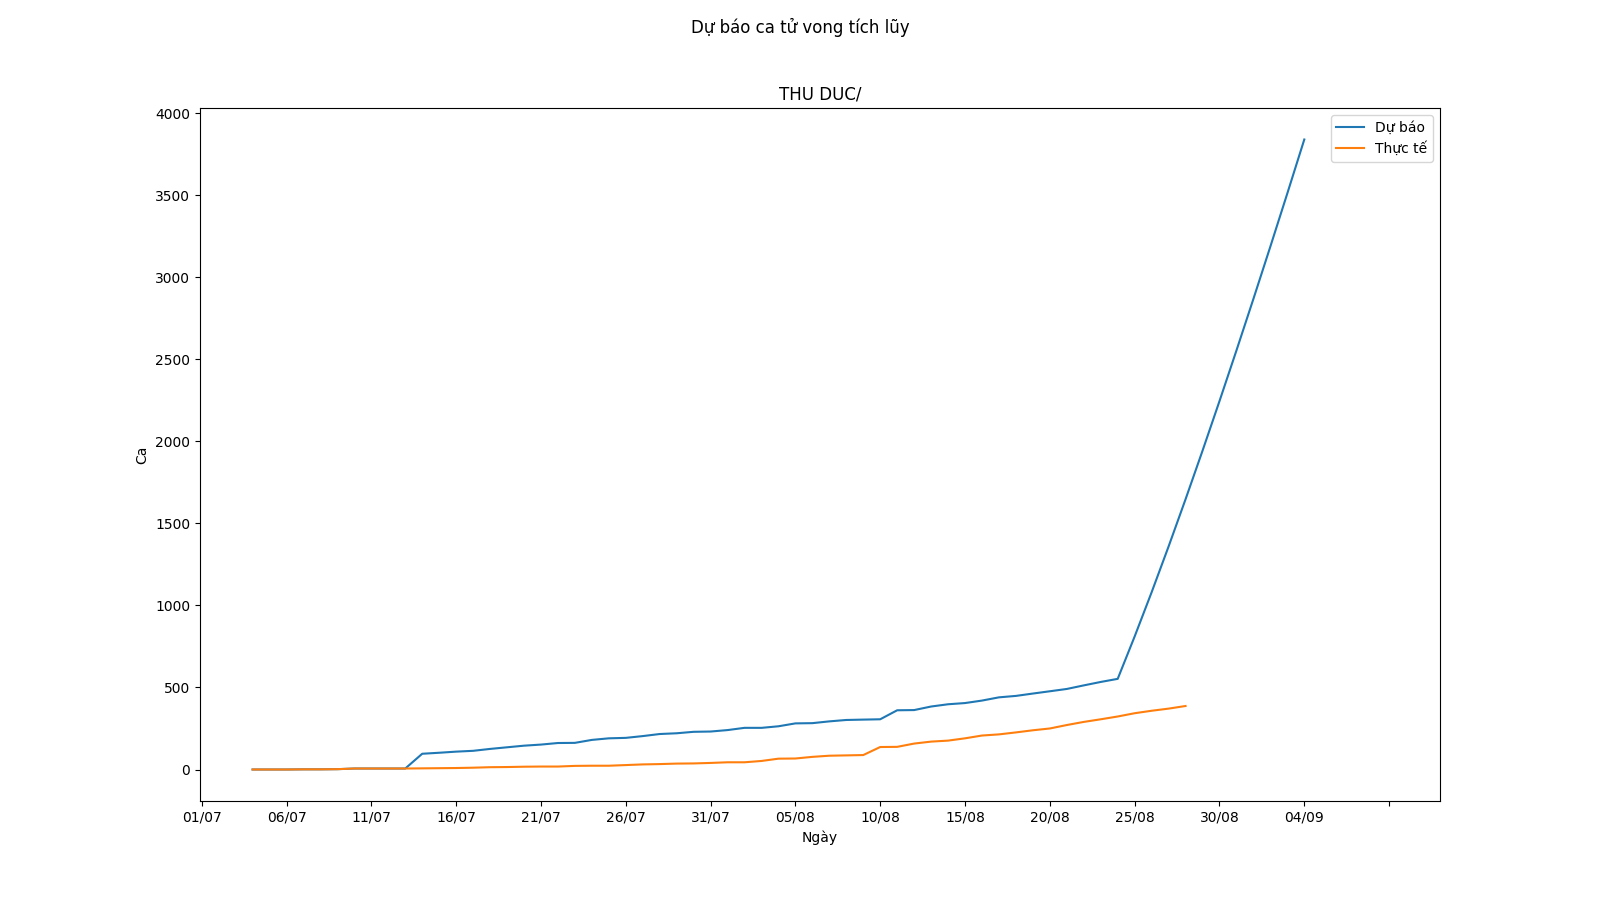 Dự báo ca tử vong tích lũy
THU DUC/
Dự báo
Thực tế
4000
3500
3000
2500
2000
1500
1000
500
0
Ca
01/07 06/07 11/07 16/07 21/07 26/07 31/07 05/08 10/08 15/08 20/08 25/08 30/08 04/09
Ngày